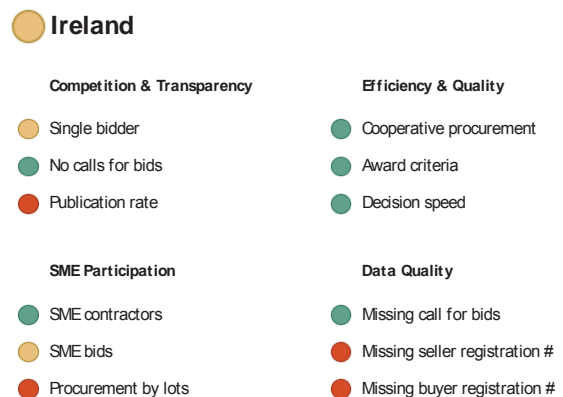 Ireland
Competition & Transparency
Single bidder
No calls for bids
Publication rate
Efficiency & Quality
Cooperative procurement
Award criteria
Decision speed
SME Participation
SME contractors
SME bids
Procurement by lots
Data Quality
Missing call for bids
Missing seller registration #
Missing buyer registration #